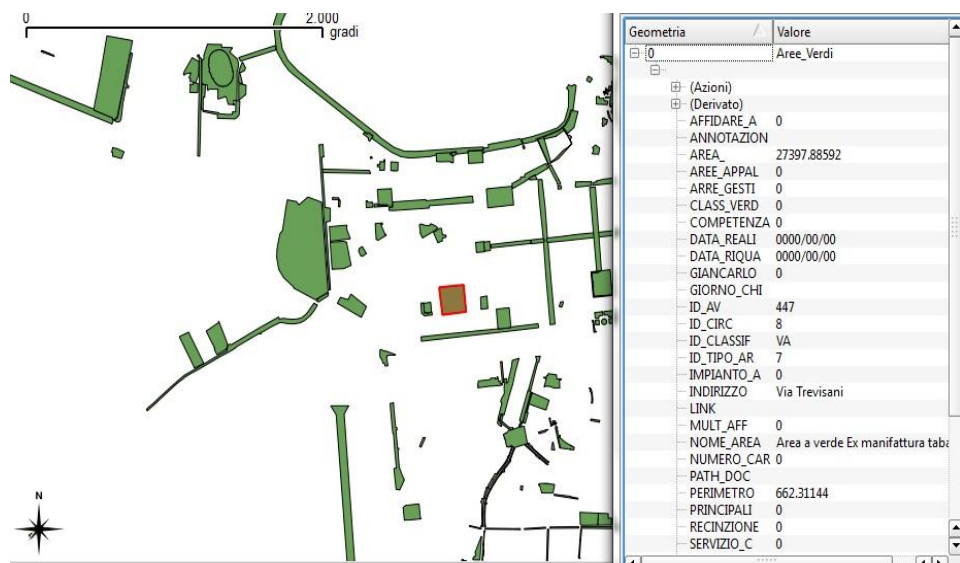 0 2.000
gradi
N
Geometria Valore
0 Aree_Verdi
(Azioni)
(Derivato)
AFFIDARE_A 0
ANNOTAZION
AREA_ 27397.88592
AREE_APPAL 0
ARRE_GESTI 0
CLASS_VERD 0
COMPETENZA 0
DATA_REALI 0000/00/00
DATA_RIQUA 0000/00/00
GIANCARLO 0
GIORNO_CHI
ID_AV 447
ID_CIRC 8
ID_CLASSIF VA
ID_TIPO_AR 7
IMPIANTO_A 0
INDIRIZZO Via Trevisani
LINK
MULT_AFF 0
NOME_AREA Area a verde Ex manifattura taba
NUMERO_CAR 0
PATH_DOC
PERIMETRO 662.31144
PRINCIPALI 0
RECINZIONE 0
SERVIZIO_C 0